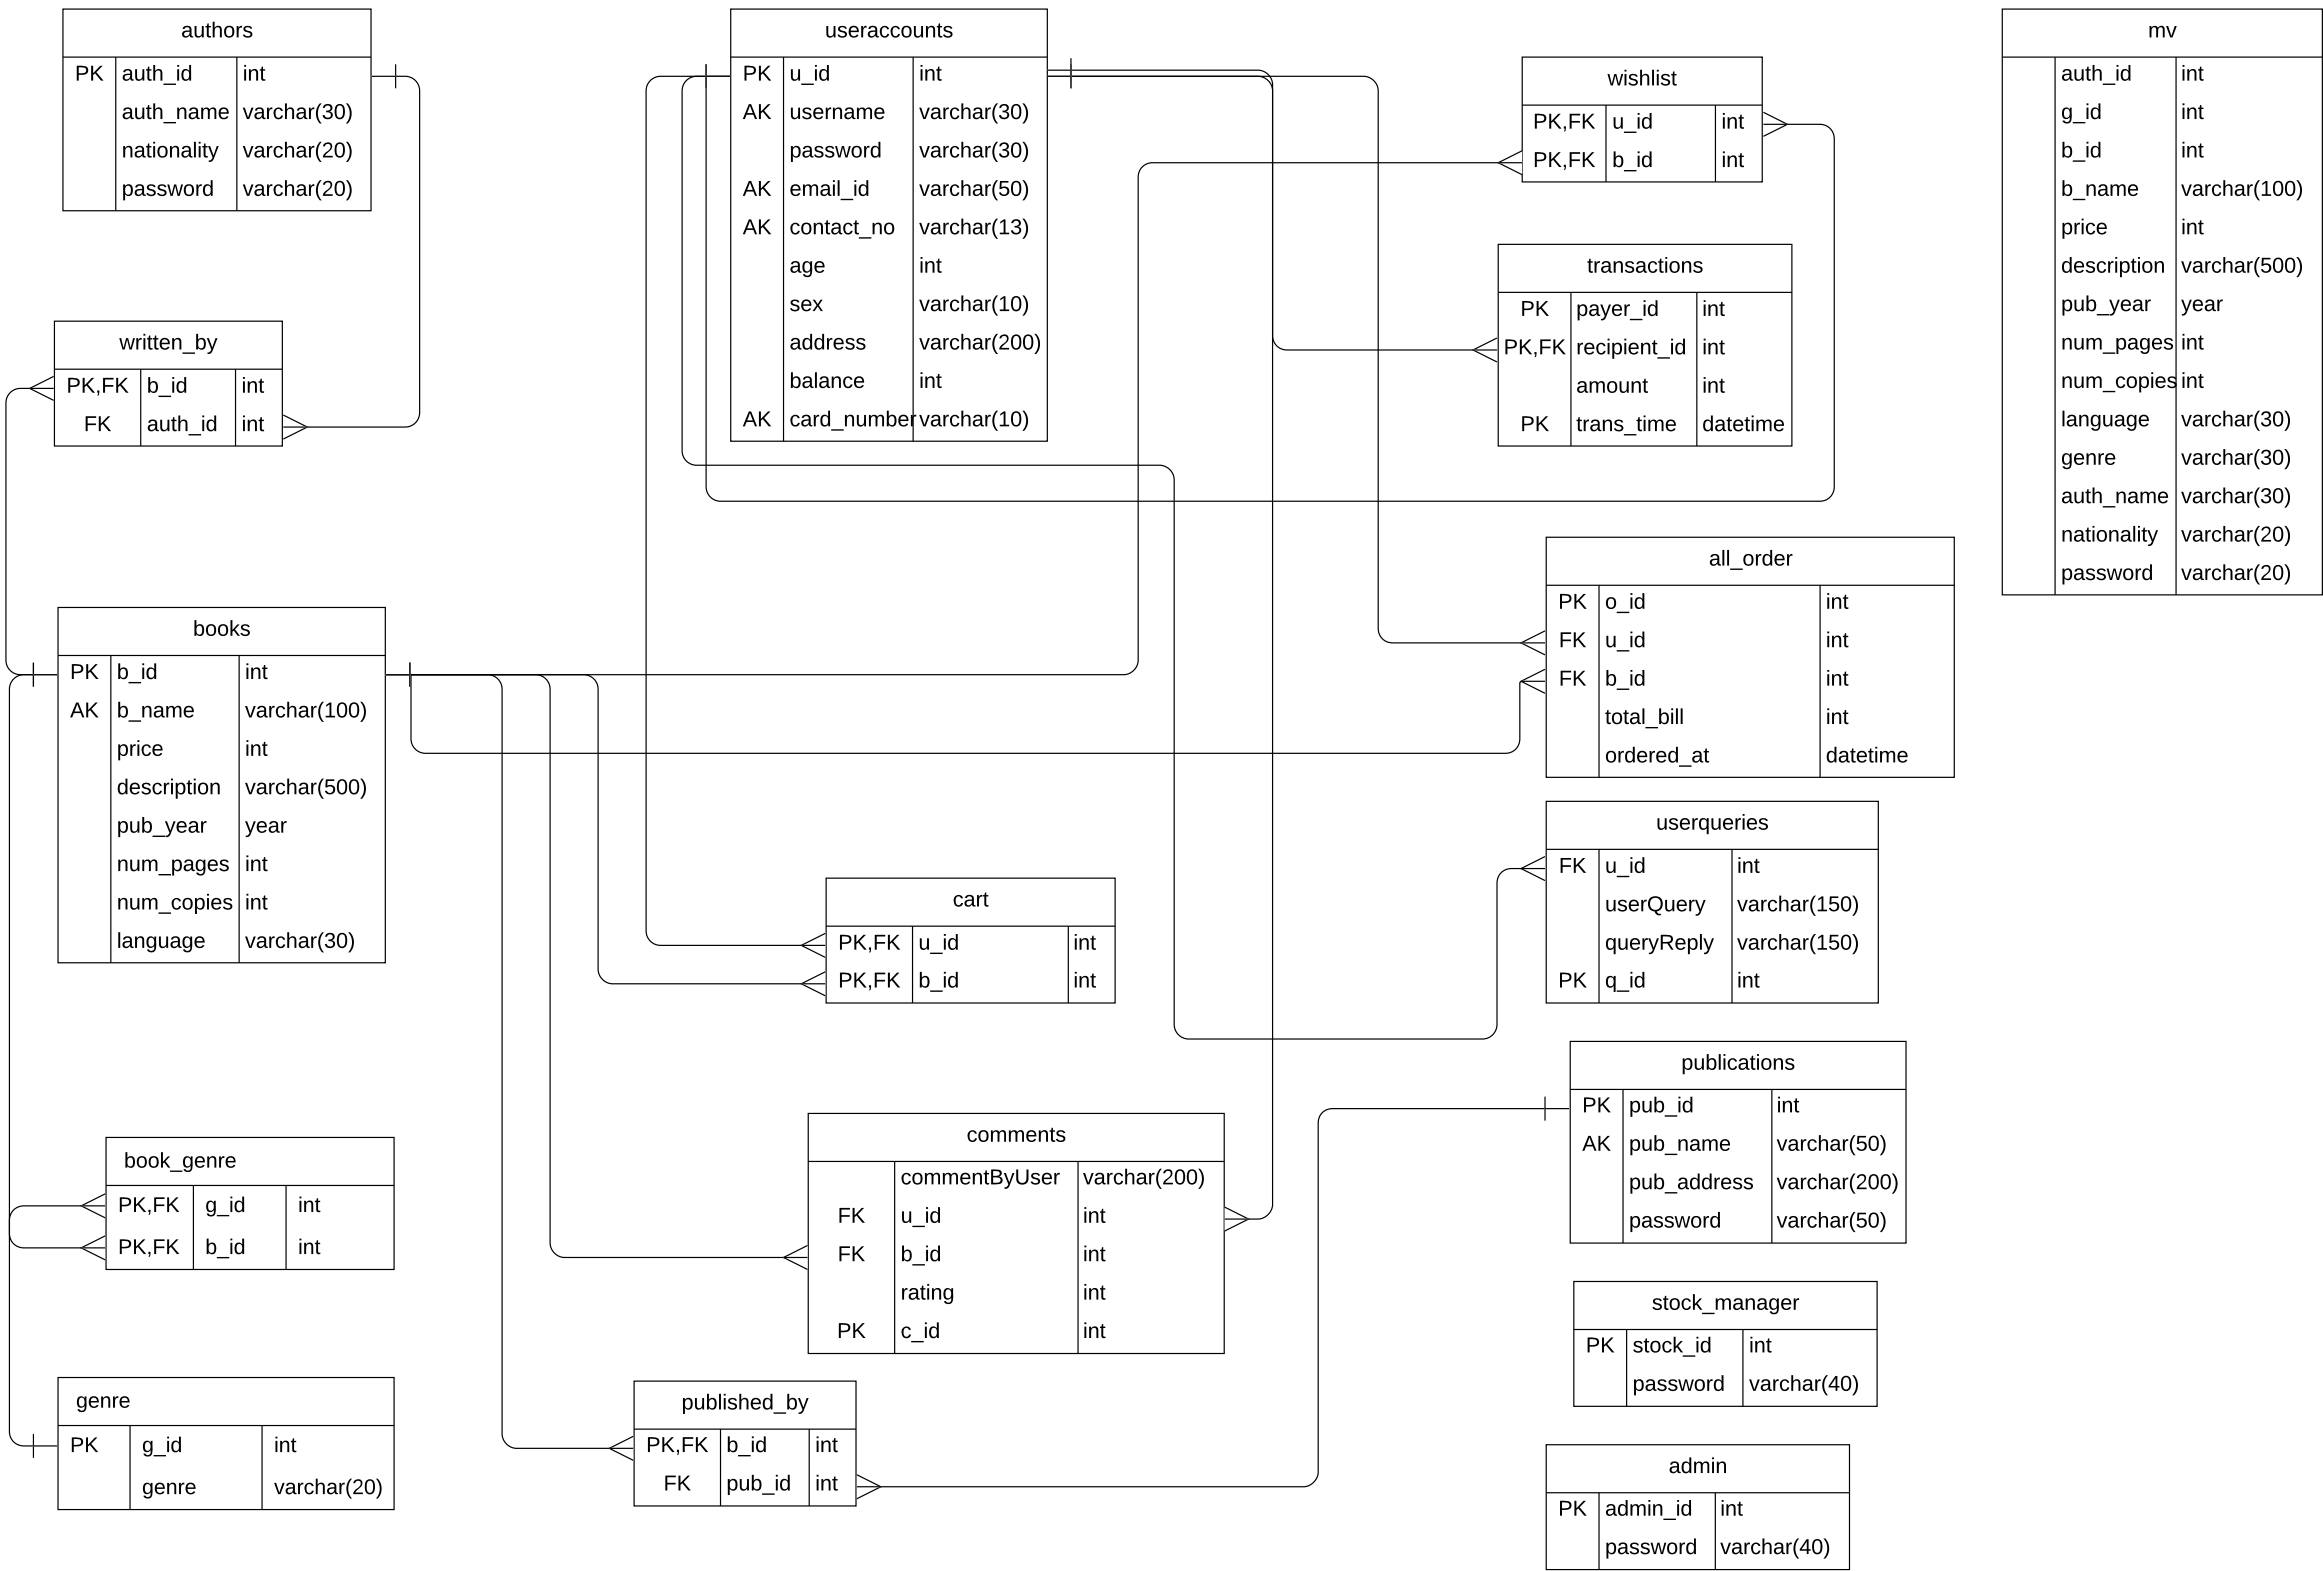 authors
PK auth_id int
auth_name varchar(30)
nationality varchar(20)
password varchar(20)
written_by
PK,FK b_id int
FK auth_id int
books
PK b_id int
AK b_name varchar(100)
price int
description varchar(500)
pub_year year
num_pages int
num_copies int
language varchar(30)
book_genre
PK,FK g_id int
PK,FK b_id int
genre
PK g_id int
genre varchar(20)
useraccounts
PK u_id int
AK username varchar(30)
password varchar(30)
AK email_id varchar(50)
AK contact_no varchar(13)
age int
sex varchar(10)
address varchar(200)
balance int
AK card_number varchar(10)
cart
PK,FK u_id int
PK,FK b_id int
comments
commentByUser varchar(200)
FK u_id int
FK b_id int
rating int
PK c_id int
published_by
PK,FK b_id int
FK pub_id int
wishlist
PK,FK u_id int
PK,FK b_id int
transactions
PK payer_id int
PK,FK recipient_id int
amount int
PK trans_time datetime
all_order
PK o_id int
FK u_id int
FK b_id int
total_bill int
ordered_at datetime
userqueries
FK u_id int
userQuery varchar(150)
queryReply varchar(150)
PK q_id int
publications
PK pub_id int
AK pub_name varchar(50)
pub_address varchar(200)
password varchar(50)
stock_manager
PK stock_id int
password varchar(40)
admin
PK admin_id int
password varchar(40)
mv
auth_id int
g_id int
b_id int
b_name varchar(100)
price int
description varchar(500)
pub_year year
num_pages int
num_copies int
language varchar(30)
genre varchar(30)
auth_name varchar(30)
nationality varchar(20)
password varchar(20)